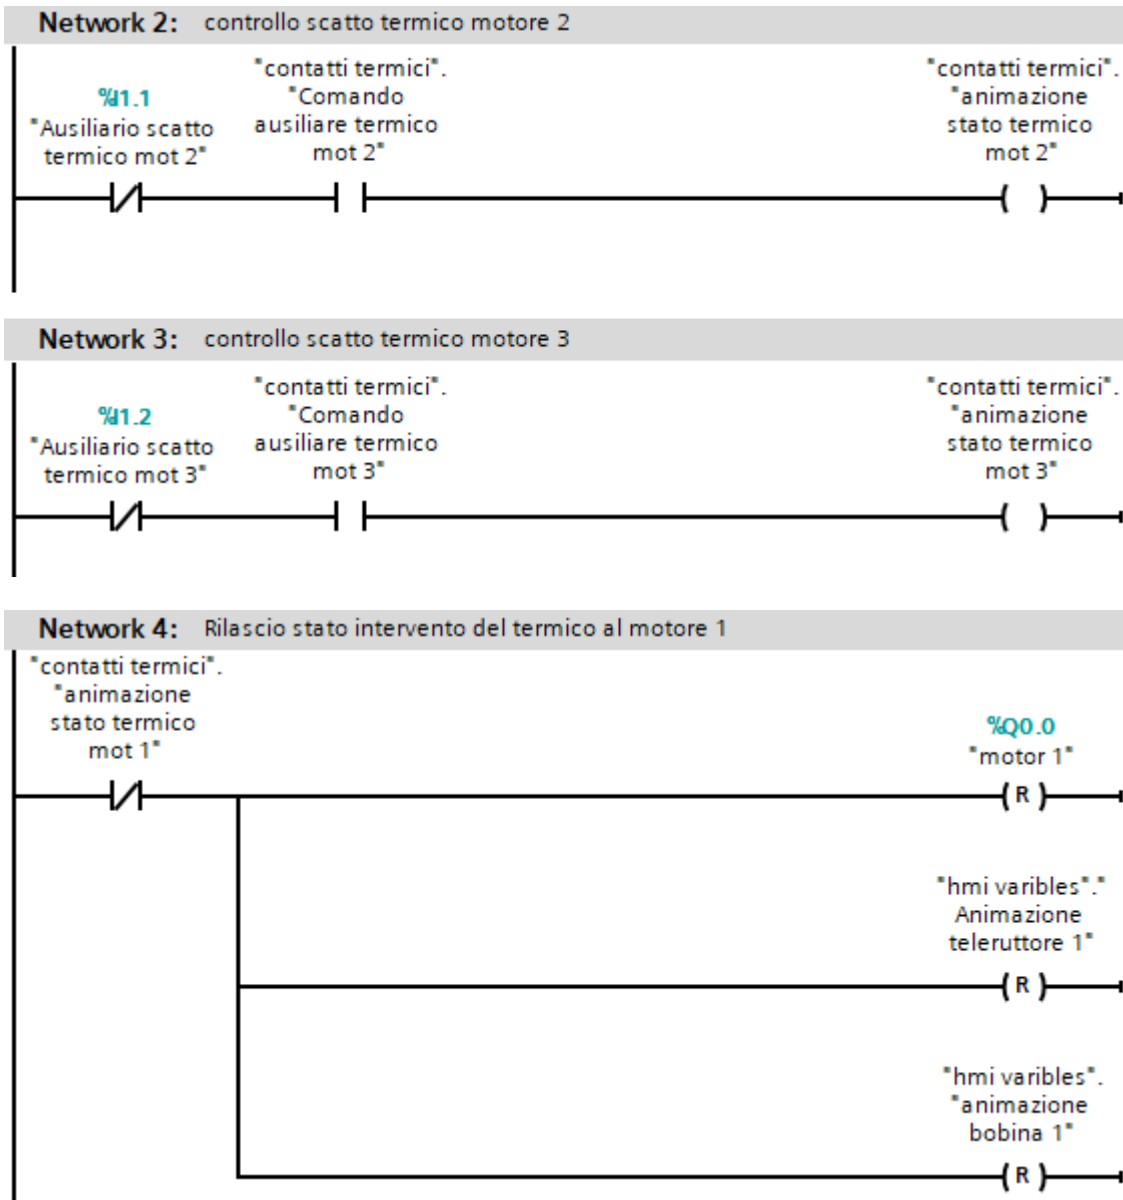 Network 2: controllo scatto termico motore 2
%I1.1
"Ausiliario scatto
termico mot 2"
"contatti termici".
"Comando
ausiliare termico
mot 2"
"contatti termici".
"animazione
stato termico
mot 2"
Network 3: controllo scatto termico motore 3
%I1.2
"Ausiliario scatto
termico mot 3"
"contatti termici".
"Comando
ausiliare termico
mot 3"
"contatti termici".
"animazione
stato termico
mot 3"
Network 4: Rilascio stato intervento del termico al motore 1
"contatti termici".
"animazione
stato termico
mot 1"
%Q0.0
"motor 1"
R
"hmi varibles"."
Animazione
teleruttore 1"
R
"hmi varibles".
"animazione
bobina 1"
R